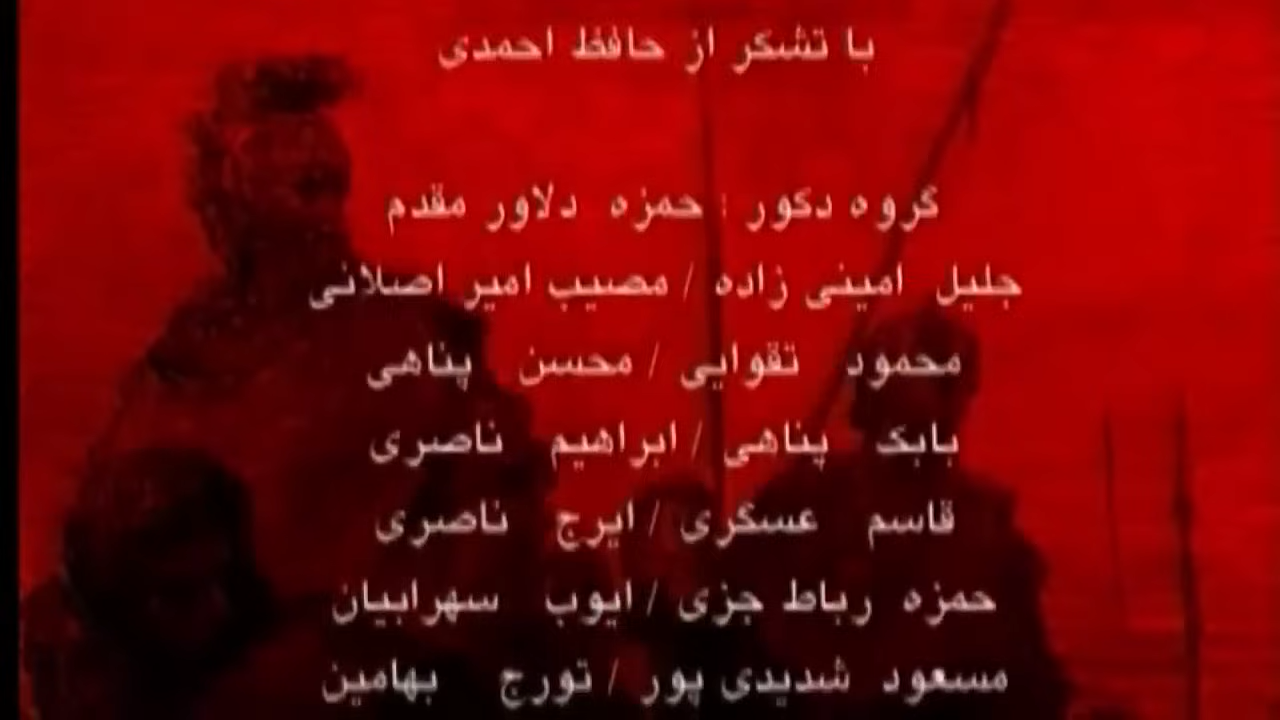 با تشکر از حافظ احمدی
گروه دکور : حمزه دلاور مقدم
جلیل امینی زاده / مصیب امیر اصلانی
محمود تقوایی / محسن پناهی
بابک پناهی / ابراهیم ناصری
قاسم عسگری / ایرج ناصری
حمزه رباط جزی / ایوب سهرابیان
مسعود شدیدی پور / تورج بهامین